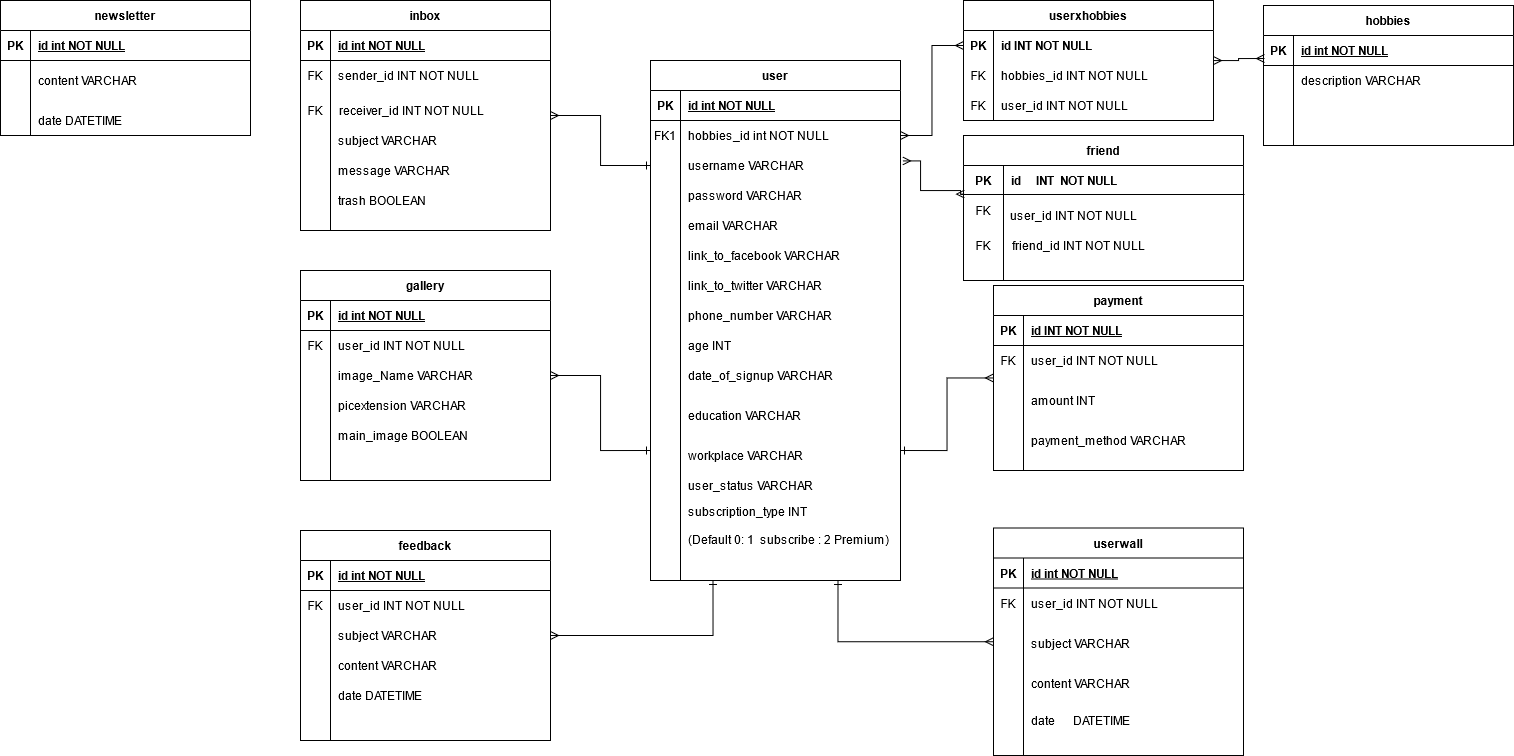 newsletter
PK id int NOT NULL
content VARCHAR
date DATETIME
inbox
PK id int NOT NULL
FK sender_id INT NOT NULL
FK receiver_id INT NOT NULL
subject VARCHAR
message VARCHAR
trash BOOLEAN
gallery
PK id int NOT NULL
FK user_id INT NOT NULL
image_Name VARCHAR
picextension VARCHAR
main_image BOOLEAN
feedback
PK id int NOT NULL
FK user_id INT NOT NULL
subject VARCHAR
content VARCHAR
date DATETIME
user
PK id int NOT NULL
FK1 hobbies_id int NOT NULL
username VARCHAR
password VARCHAR
email VARCHAR
link_to_facebook VARCHAR
link_to_twitter VARCHAR
phone_number VARCHAR
age INT
date_of_signup VARCHAR
education VARCHAR
workplace VARCHAR
user_status VARCHAR
subscription_type INT
(Default 0: 1 subscribe : 2 Premium)
userxhobbies
PK id INT NOT NULL
FK hobbies_id INT NOT NULL
FK user_id INT NOT NULL
hobbies
PK id int NOT NULL
description VARCHAR
friend
PK id INT NOT NULL
FK user_id INT NOT NULL
FK friend_id INT NOT NULL
payment
PK id INT NOT NULL
FK user_id INT NOT NULL
amount INT
payment_method VARCHAR
userwall
PK id int NOT NULL
FK user_id INT NOT NULL
subject VARCHAR
content VARCHAR
date DATETIME